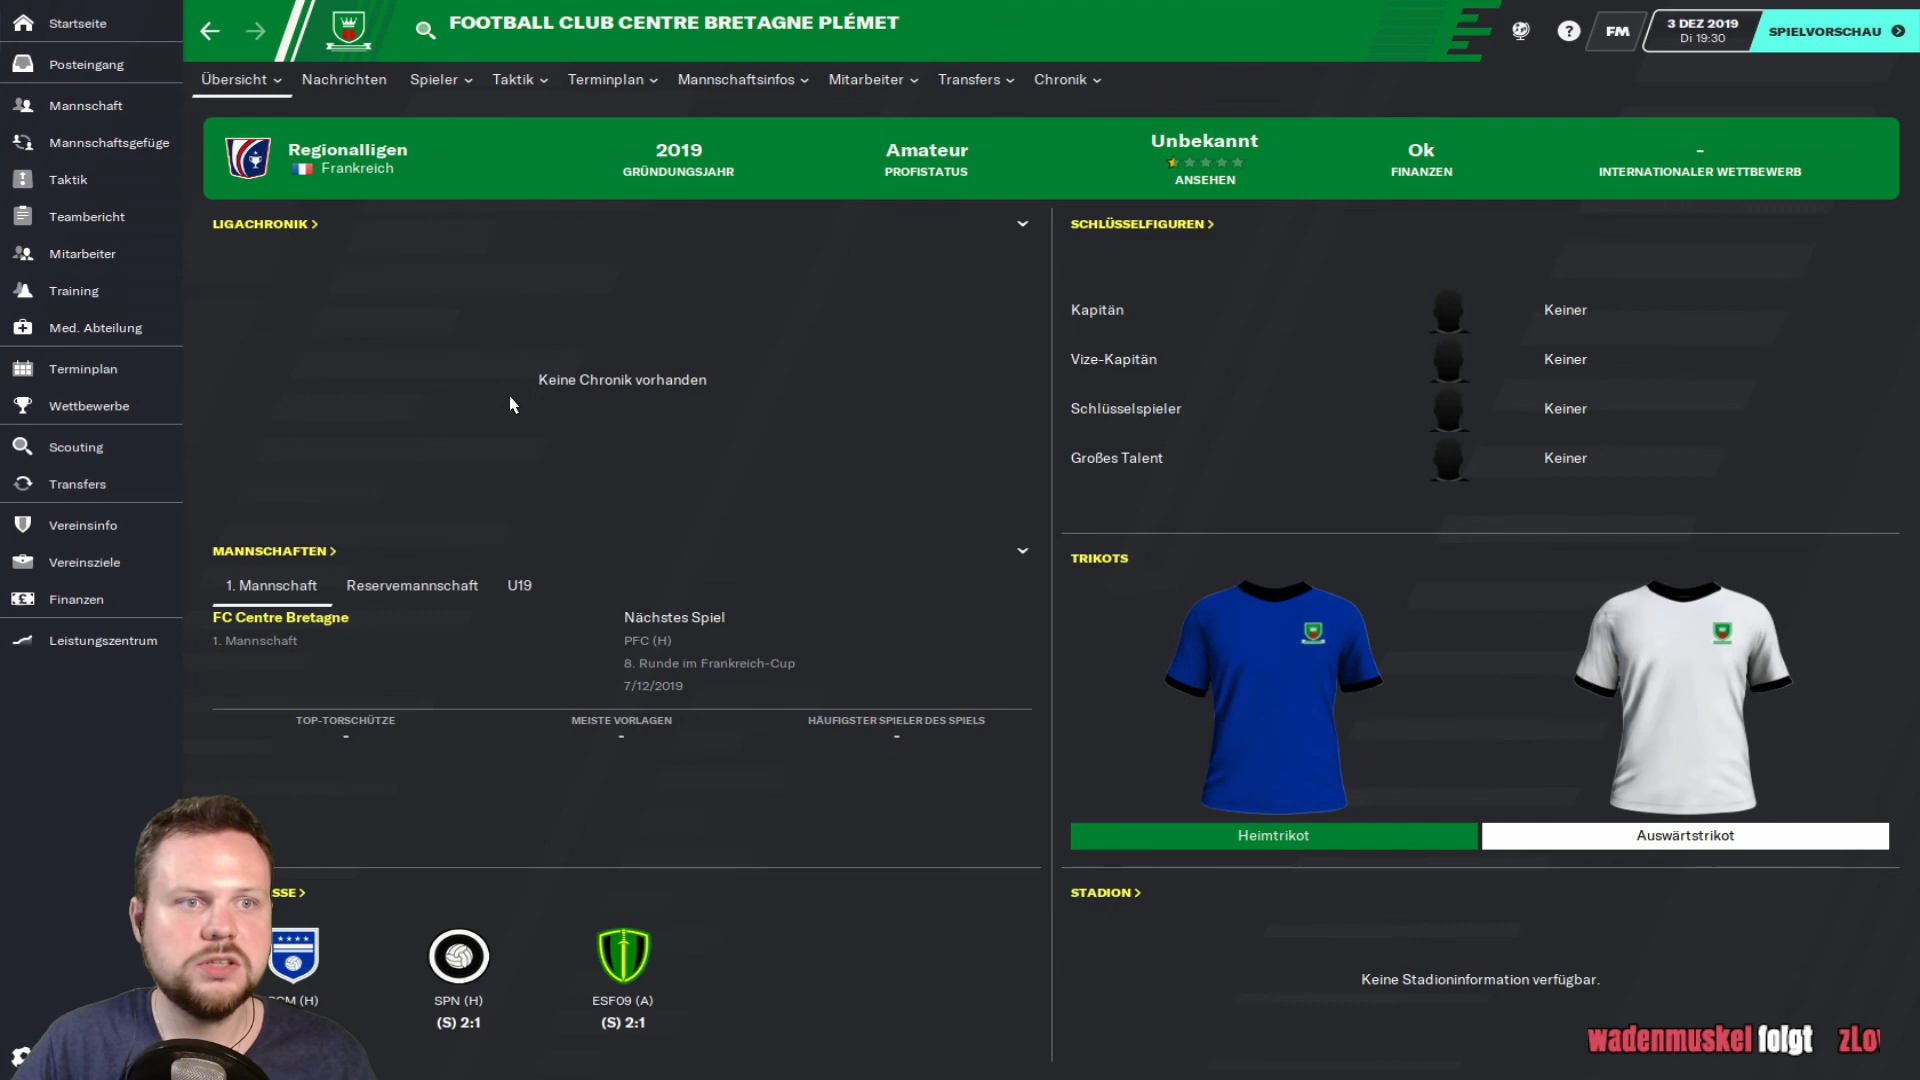 Startseite
Posteingang
Mannschaft
Mannschaftsgefüge
Taktik
Teambericht
Mitarbeiter
Training
Med. Abteilung
Terminplan
Wettbewerbe
Scouting
Transfers
Vereinsinfo
Vereinsziele
Finanzen
Leistungszentrum
FOOTBALL CLUB CENTRE BRETAGNE PLÉMET
?
FM
3 DEZ 2019
Di 19:30
SPIELVORSCHAU
Übersicht Nachrichten Spieler Taktik Terminplan Mannschaftsinfos Mitarbeiter Transfers Chronik
Regionalligen
Frankreich
2019
GRÜNDUNGSJAHR
Amateur
PROFISTATUS
Unbekannt
ANSEHEN
Ok
FINANZEN
-
INTERNATIONALER WETTBEWERB
LIGACHRONIK >
Keine Chronik vorhanden
MANNSCHAFTEN >
1. Mannschaft Reservemannschaft U19
FC Centre Bretagne
1. Mannschaft
Nächstes Spiel
PFC (H)
8. Runde im Frankreich-Cup
7/12/2019
TOP-TORSCHÜTZE
-
MEISTE VORLAGEN
-
HÄUFIGSTER SPIELER DES SPIELS
-
SSE >
(H)
SPN (H)
(S) 2:1
ESF09 (A)
(S) 2:1
SCHLÜSSELFIGUREN >
Kapitän Keiner
Vize-Kapitän Keiner
Schlüsselspieler Keiner
Großes Talent Keiner
TRIKOTS
Heimtrikot
Auswärtstrikot
STADION >
Keine Stadioninformation verfügbar.
wadenmuskel folgt zLo